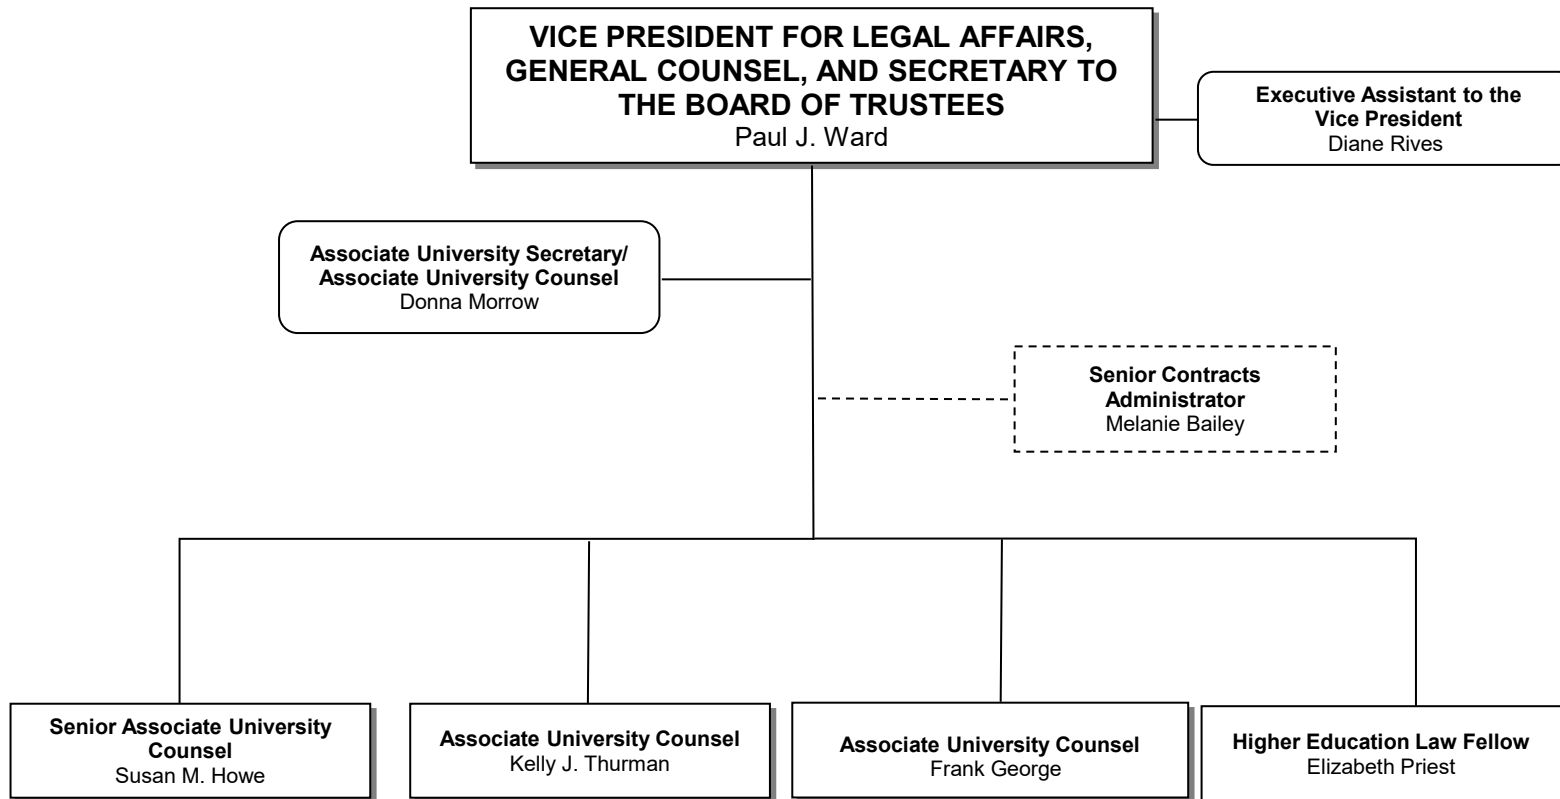 VICE PRESIDENT FOR LEGAL AFFAIRS,
GENERAL COUNSEL, AND SECRETARY TO
THE BOARD OF TRUSTEES
Paul J. Ward
Executive Assistant to the
Vice President
Diane Rives
Associate University Secretary/
Associate University Counsel
Donna Morrow
Senior Contracts
Administrator
Melanie Bailey
Senior Associate University
Counsel
Susan M. Howe
Associate University Counsel
Kelly J. Thurman
Associate University Counsel
Frank George
Higher Education Law Fellow
Elizabeth Priest